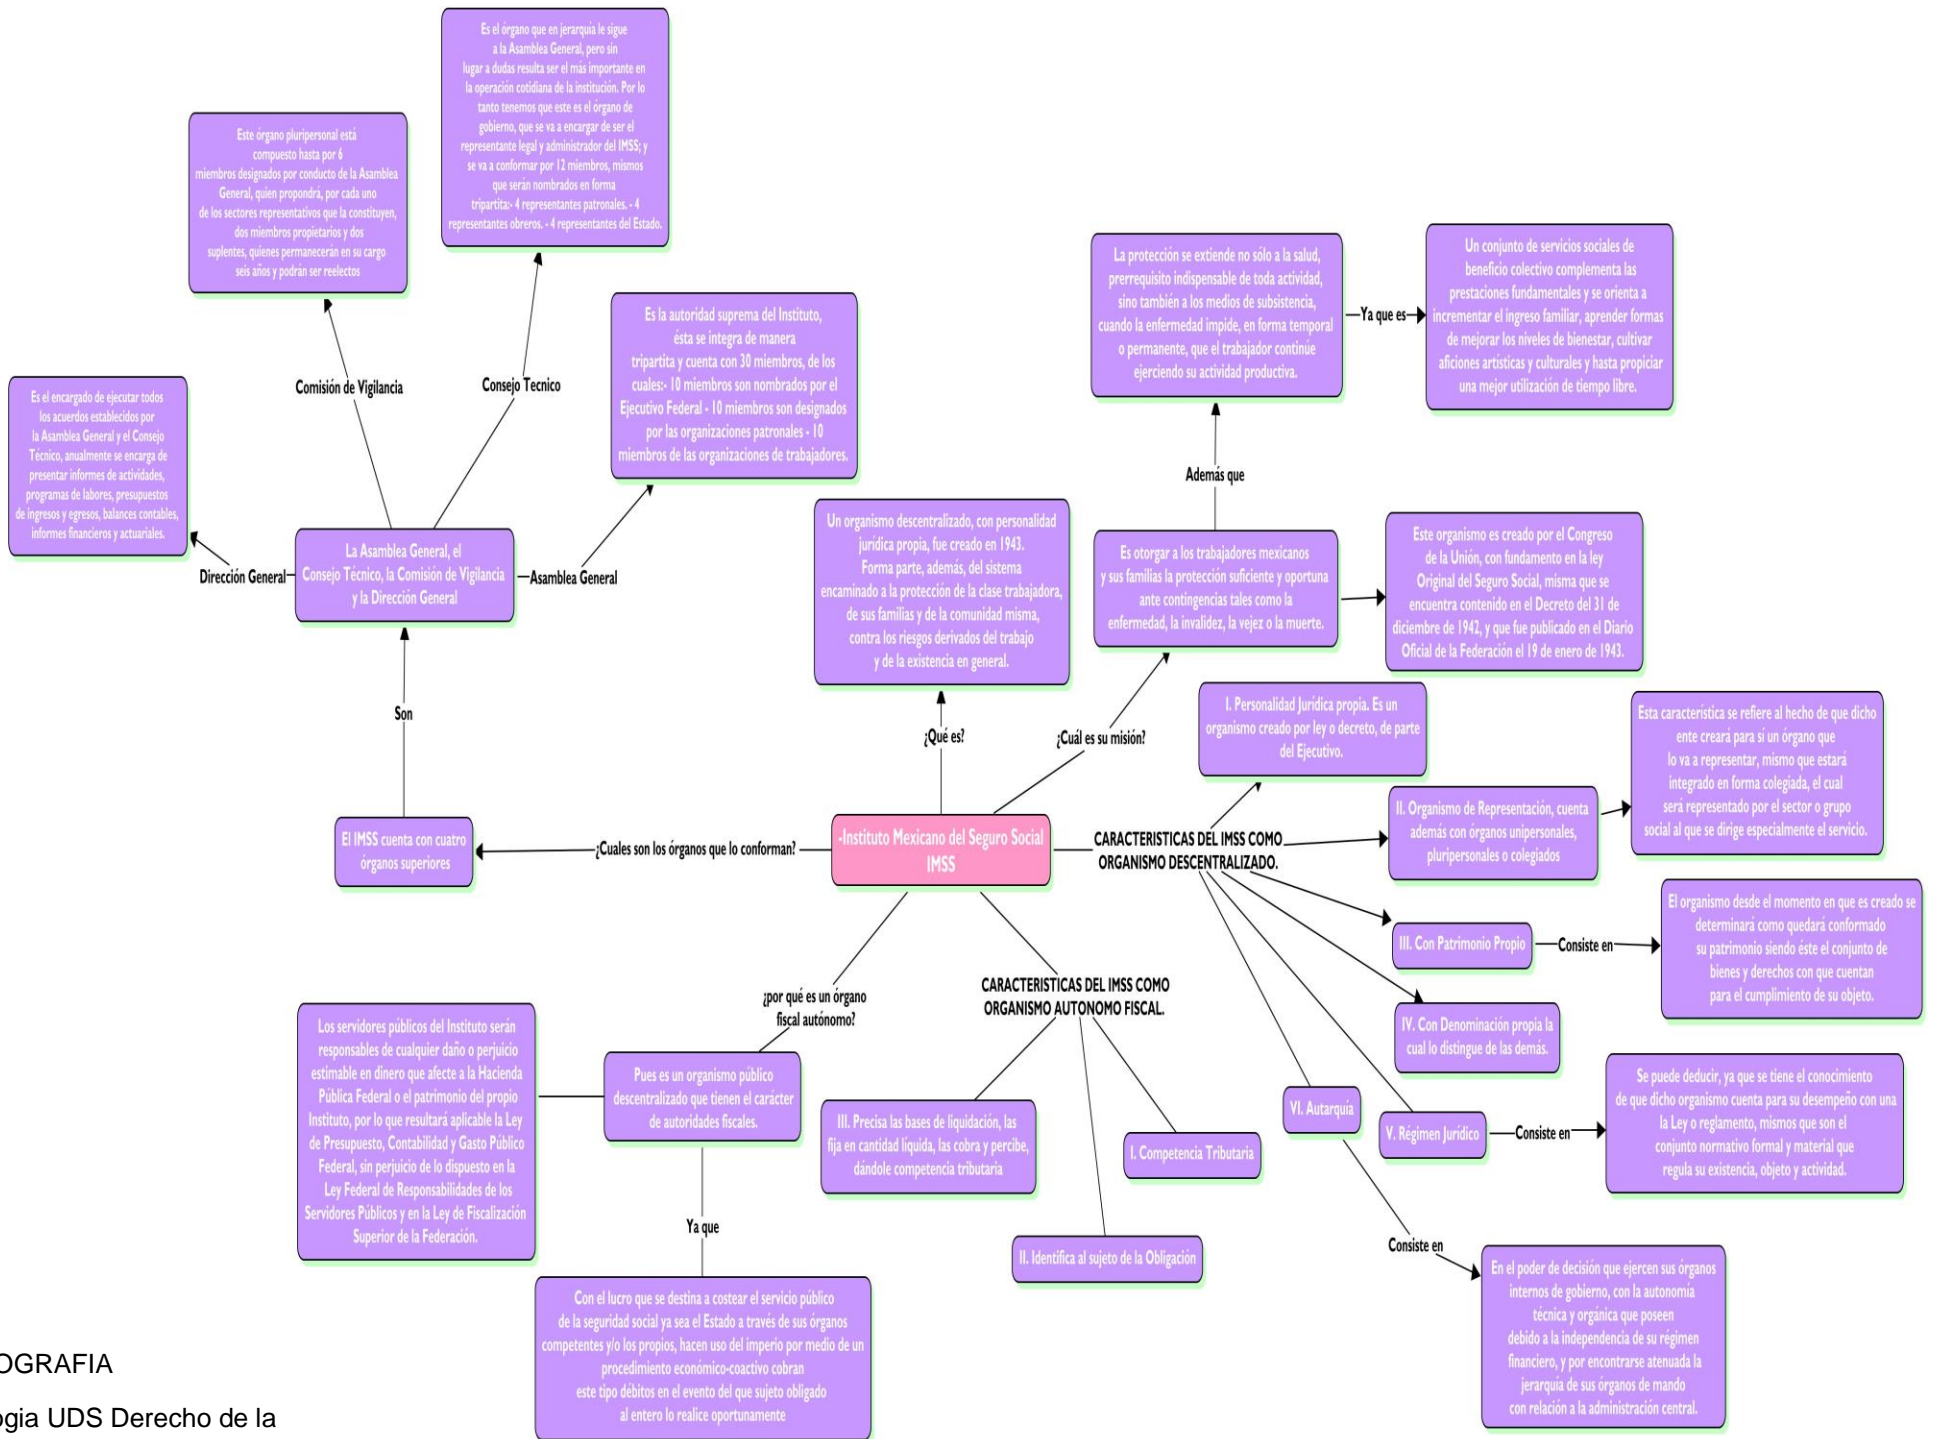 Es el órgano que en jerarquía le sigue
a la Asamblea General, pero sin
lugar a dudas resulta ser el más importante en
la operación cotidiana de la institución. Por lo
tanto tenemos que este es el órgano de
gobierno, que se va a encargar de ser el
representante legal y administrador del IMSS; y
se va a conformar por 12 miembros, mismos
que serán nombrados en forma
tripartita:- 4 representantes patronales. - 4
representantes obreros. - 4 representantes del Estado.
Este órgano pluripersonal está
compuesto hasta por 6
miembros designados por conducto de la Asamblea
General, quien propondrá, por cada uno
de los sectores representativos que la constituyen,
dos miembros propietarios y dos
suplentes, quienes permanecerán en su cargo
seis años y podrán ser reelectos
Es la autoridad suprema del Instituto,
ésta se integra de manera
tripartita y cuenta con 30 miembros, de los
cuales:- 10 miembros son nombrados por el
Ejecutivo Federal - 10 miembros son designados
por las organizaciones patronales - 10
miembros de las organizaciones de trabajadores.
Comisión de Vigilancia
Consejo Tecnico
Es el encargado de ejecutar todos
los acuerdos establecidos por
la Asamblea General y el Consejo
Técnico, anualmente se encarga de
presentar informes de actividades,
programas de labores, presupuestos
de ingresos y egresos, balances contables,
informes financieros y actuariales.
Dirección General
La Asamblea General, el
Consejo Técnico, la Comisión de Vigilancia
y la Dirección General
Asamblea General
Son
El IMSS cuenta con cuatro
órganos superiores
¿Cuales son los órganos que lo conforman?
La protección se extiende no sólo a la salud,
prerrequisito indispensable de toda actividad,
sino también a los medios de subsistencia,
cuando la enfermedad impide, en forma temporal
o permanente, que el trabajador continúe
ejerciendo su actividad productiva.
Ya que es
Un conjunto de servicios sociales de
beneficio colectivo complementa las
prestaciones fundamentales y se orienta a
incrementar el ingreso familiar, aprender formas
de mejorar los niveles de bienestar, cultivar
aficiones artísticas y culturales y hasta propiciar
una mejor utilización de tiempo libre.
Además que
Un organismo descentralizado, con personalidad
jurídica propia, fue creado en 1943.
Forma parte, además, del sistema
encaminado a la protección de la clase trabajadora,
de sus familias y de la comunidad misma,
contra los riesgos derivados del trabajo
y de la existencia en general.
Es otorgar a los trabajadores mexicanos
y sus familias la protección suficiente y oportuna
ante contingencias tales como la
enfermedad, la invalidez, la vejez o la muerte.
Este organismo es creado por el Congreso
de la Unión, con fundamento en la ley
Original del Seguro Social, misma que se
encuentra contenido en el Decreto del 31 de
diciembre de 1942, y que fue publicado en el Diario
Oficial de la Federación el 19 de enero de 1943.
¿Qué es?
¿Cuál es su misión?
-Instituto Mexicano del Seguro Social
IMSS
CARACTERISTICAS DEL IMSS COMO
ORGANISMO DESCENTRALIZADO.
I. Personalidad Jurídica propia. Es un
organismo creado por ley o decreto, de parte
del Ejecutivo.
II. Organismo de Representación, cuenta
además con órganos unipersonales,
pluripersonales o colegiados
Esta característica se refiere al hecho de que dicho
ente creará para sí un órgano que
lo va a representar, mismo que estará
integrado en forma colegiada, el cual
será representado por el sector o grupo
social al que se dirige especialmente el servicio.
III. Con Patrimonio Propio
Consiste en
El organismo desde el momento en que es creado se
determinará como quedará conformado
su patrimonio siendo éste el conjunto de
bienes y derechos con que cuentan
para el cumplimiento de su objeto.
IV. Con Denominación propia la
cual lo distingue de las demás.
V. Régimen Jurídico
Consiste en
Se puede deducir, ya que se tiene el conocimiento
de que dicho organismo cuenta para su desempeño con una
la Ley o reglamento, mismos que son el
conjunto normativo formal y material que
regula su existencia, objeto y actividad.
VI. Autarquía
Consiste en
En el poder de decisión que ejercen sus órganos
internos de gobierno, con la autonomía
técnica y orgánica que poseen
debido a la independencia de su régimen
financiero, y por encontrarse atenuada la
jerarquía de sus órganos de mando
con relación a la administración central.
CARACTERISTICAS DEL IMSS COMO
ORGANISMO AUTONOMO FISCAL.
III. Precisa las bases de liquidación, las
fija en cantidad líquida, las cobra y percibe,
dándole competencia tributaria
I. Competencia Tributaria
II. Identifica al sujeto de la Obligación
¿por qué es un órgano
fiscal autónomo?
Pues es un organismo público
descentralizado que tienen el carácter
de autoridades fiscales.
Los servidores públicos del Instituto serán
responsables de cualquier daño o perjuicio
estimable en dinero que afecte a la Hacienda
Pública Federal o el patrimonio del propio
Instituto, por lo que resultará aplicable la Ley
de Presupuesto, Contabilidad y Gasto Público
Federal, sin perjuicio de lo dispuesto en la
Ley Federal de Responsabilidades de los
Servidores Públicos y en la Ley de Fiscalización
Superior de la Federación.
Ya que
Con el lucro que se destina a costear el servicio público
de la seguridad social ya sea el Estado a través de sus órganos
competentes y/o los propios, hacen uso del imperio por medio de un
procedimiento económico-coactivo cobran
este tipo débitos en el evento del que sujeto obligado
al entero lo realice oportunamente
OGRAFIA
ogia UDS Derecho de la